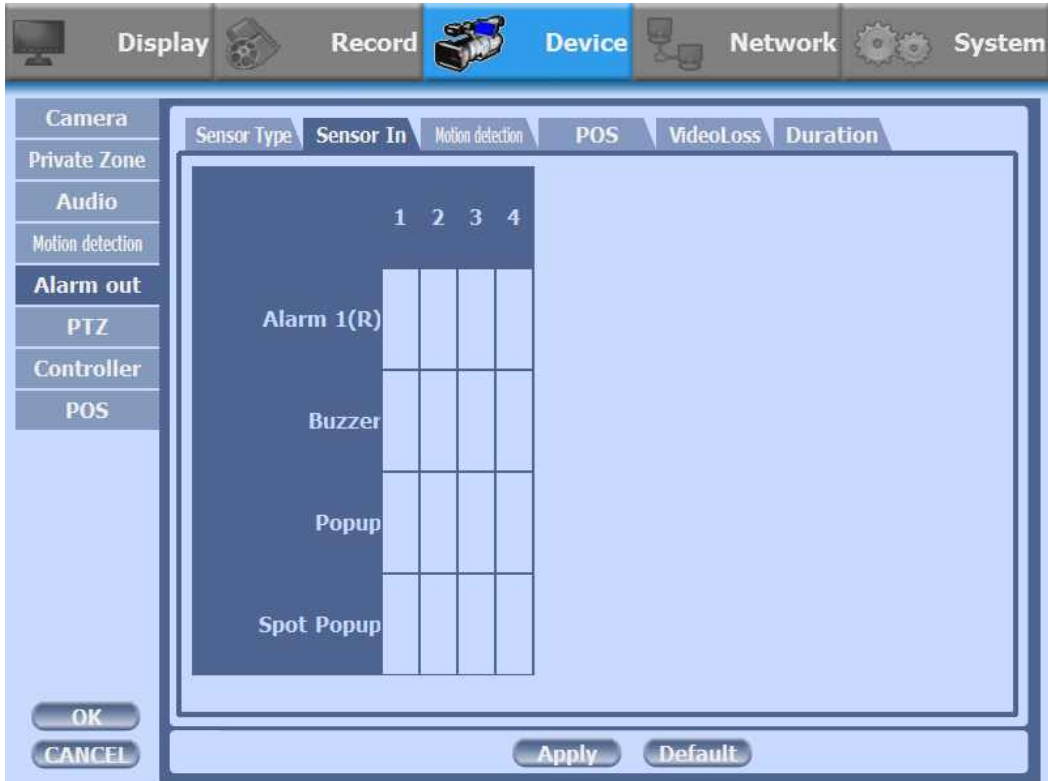 Display Record Device Network System
Camera
Private Zone
Audio
Motion detection
Alarm out
PTZ
Controller
POS
OK
CANCEL
Sensor Type Sensor In Motion detection POS VideoLoss Duration
1 2 3 4
Alarm 1(R)
Buzzer
Popup
Spot Popup
Apply Default